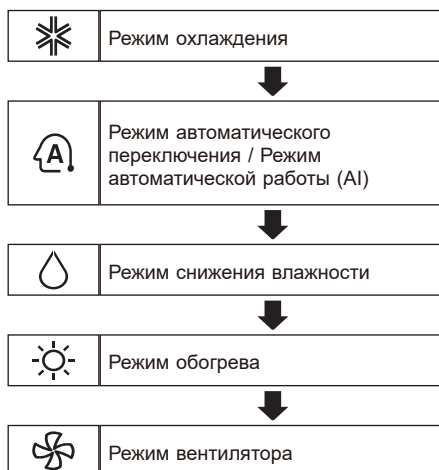 Режим охлаждения
A
Режим автоматического
переключения / Режим
автоматической работы (AI)
Режим снижения влажности
Режим обогрева
Режим вентилятора